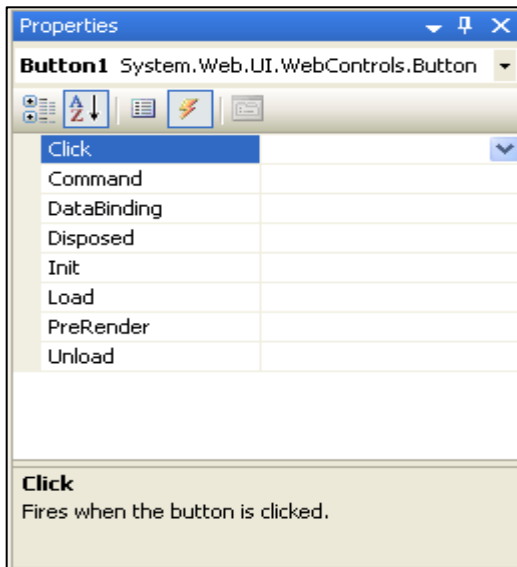 Properties
Button1 System.Web.UI.WebControls.Button
A
Z
Click
Command
DataBinding
Disposed
Init
Load
PreRender
Unload
Click
Fires when the button is clicked.